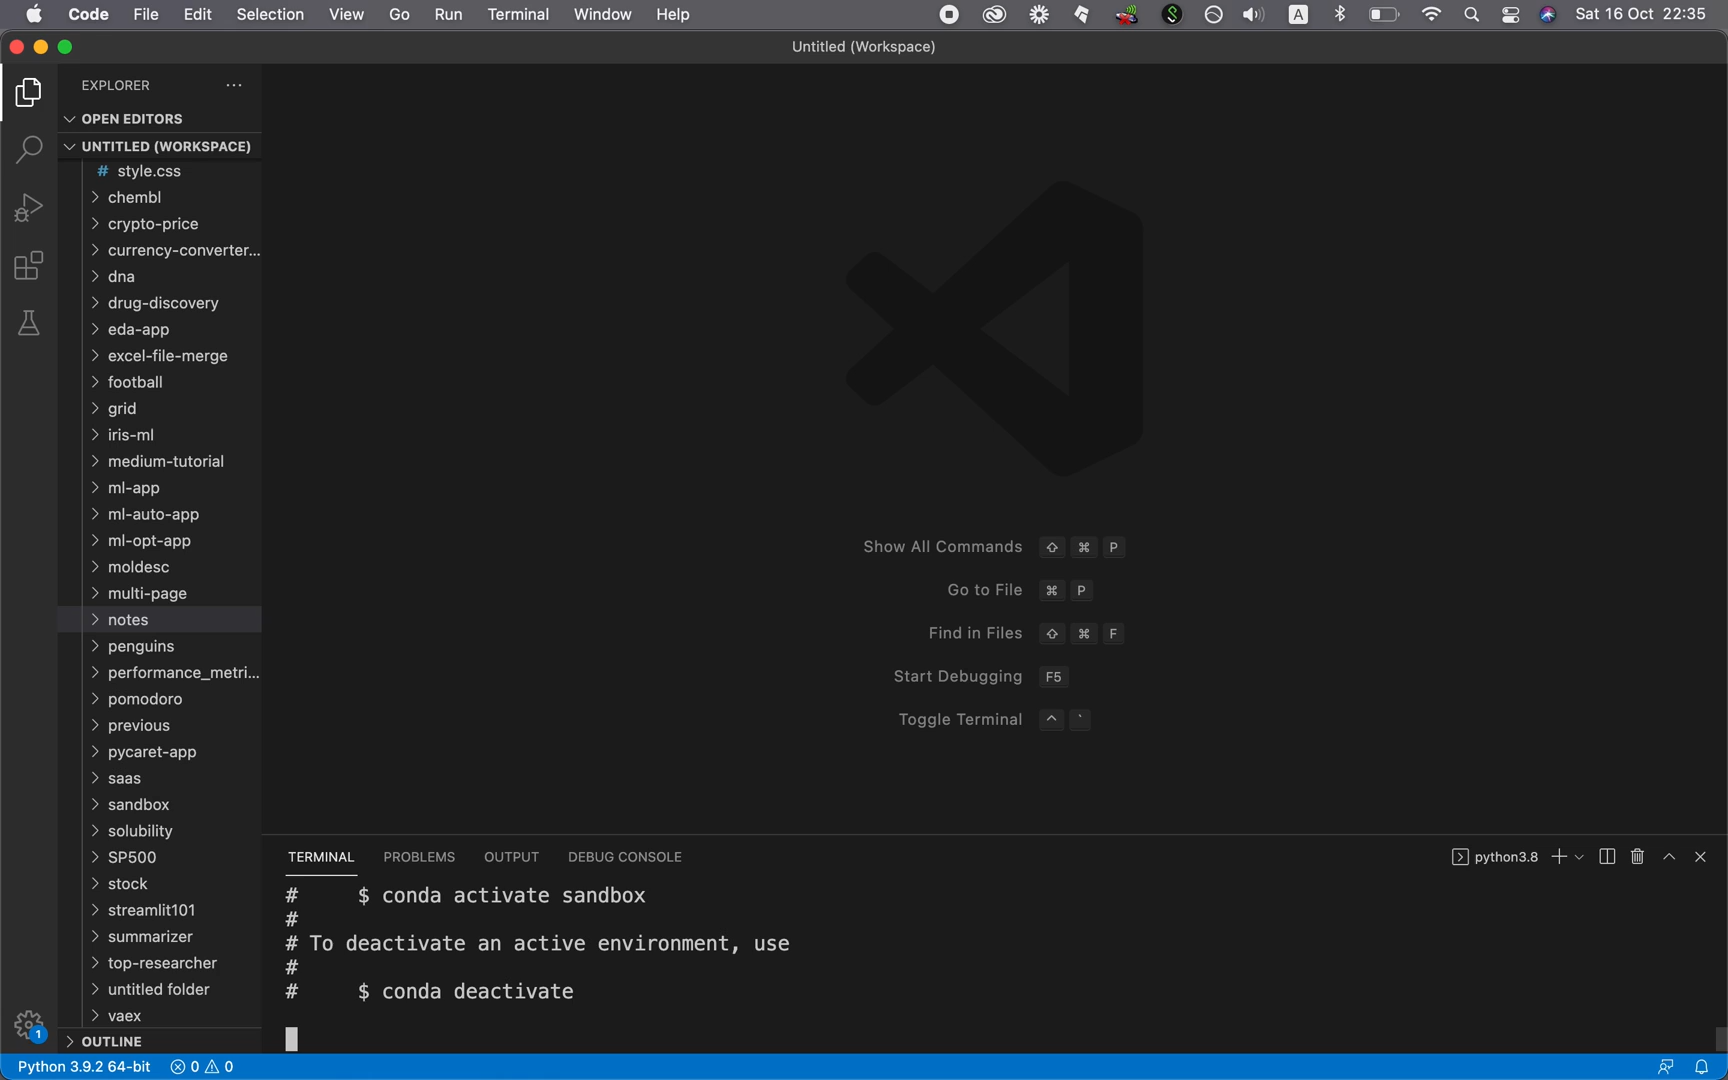 Code File Edit Selection View Go Run Terminal Window Help A Sat 16 Oct 22:35
Untitled (Workspace)
EXPLORER
OPEN EDITORS
UNTITLED (WORKSPACE)
# style.css
chembl
crypto-price
currency-converter...
dna
drug-discovery
eda-app
excel-file-merge
football
grid
iris-ml
medium-tutorial
ml-app
ml-auto-app
ml-opt-app
moldesc
multi-page
notes
penguins
performance_metri...
pomodoro
previous
pycaret-app
saas
sandbox
solubility
SP500
stock
streamlit101
summarizer
top-researcher
untitled folder
vaex
OUTLINE
Show All Commands ⇧ ⌘ P
Go to File ⌘ P
Find in Files ⇧ ⌘ F
Start Debugging F5
Toggle Terminal ^ `
TERMINAL PROBLEMS OUTPUT DEBUG CONSOLE python3.8
# $ conda activate sandbox
#
# To deactivate an active environment, use
#
# $ conda deactivate
1
Python 3.9.2 64-bit 0 0